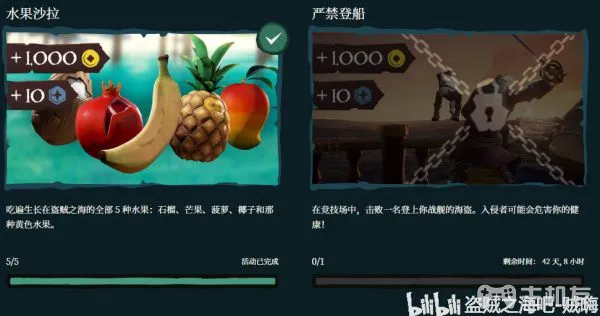 水果沙拉
+1,000
+10
吃遍生长在盗贼之海的全部 5 种水果：石榴、芒果、菠萝、椰子和那
种黄色水果。
5/5
活动已完成
严禁登船
+1,000
+10
在竞技场中，击败一名登上你战舰的海盗。入侵者可能会危害你的健
康！
0/1
剩余时间： 42 天, 8 小时
bilibili 盗贼之海吧-贼嗨
主机友